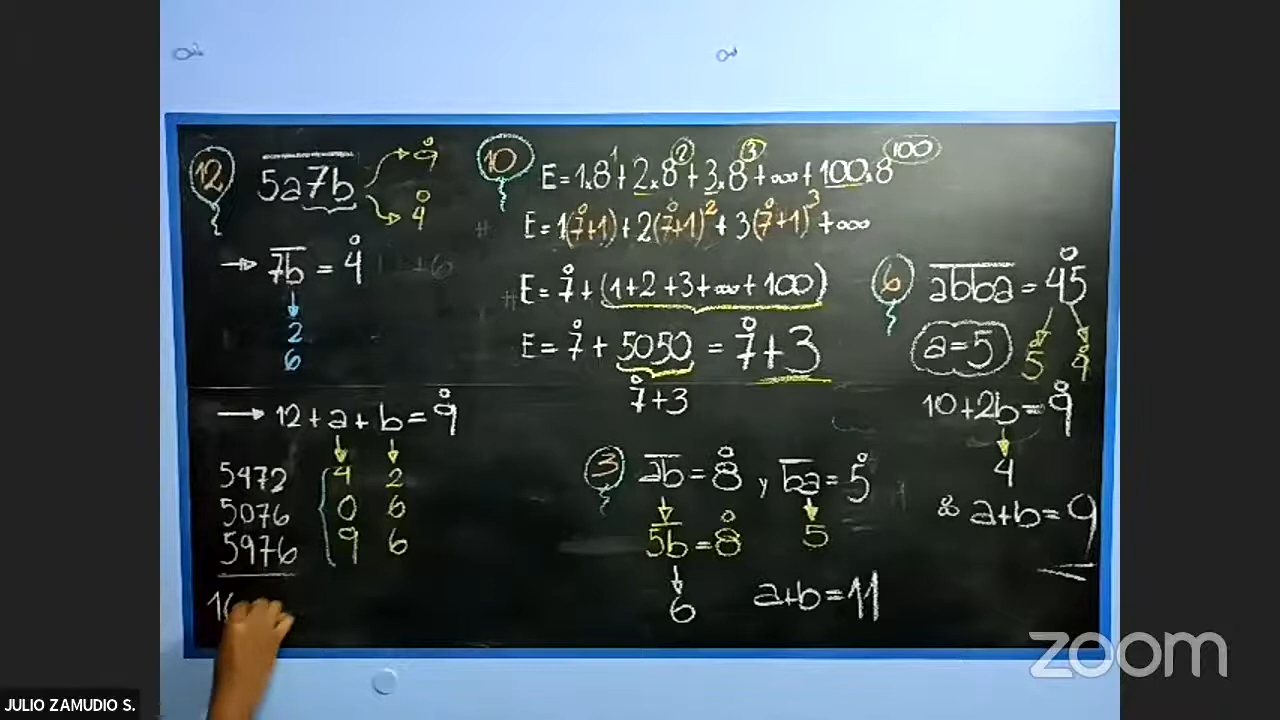 12
5a7b
9°
4°
→ 7b = 4°
2
6
→ 12 + a + b = 9°
5472 4 2
5076 0 6
5976 9 6
10
E = 1.8¹ + 2×8² + 3×8³ + ... + 100×8¹⁰⁰
E = 1(7°+1) + 2(7°+1)² + 3(7°+1)³ + ...
E = 7° + (1+2+3+...+100)
E = 7° + 5050 = 7° + 3
7° + 3
3
ab = 8° y ba = 5°
5b = 8° 5
6 a+b = 11
6
abba = 45°
a = 5 5 9
10 + 2b = 9°
4
a+b = 9
zoom
JULIO ZAMUDIO S.